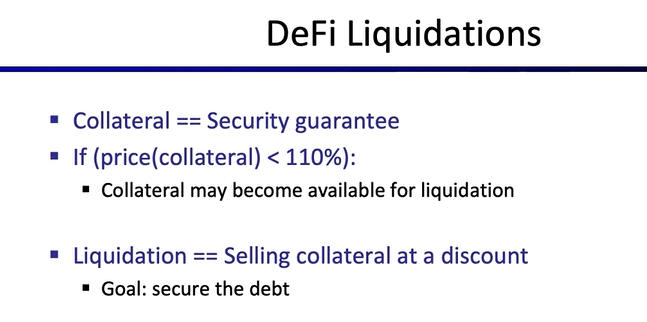 DeFi Liquidations
▪ Collateral == Security guarantee
▪ If (price(collateral) < 110%):
▪ Collateral may become available for liquidation
▪ Liquidation == Selling collateral at a discount
▪ Goal: secure the debt